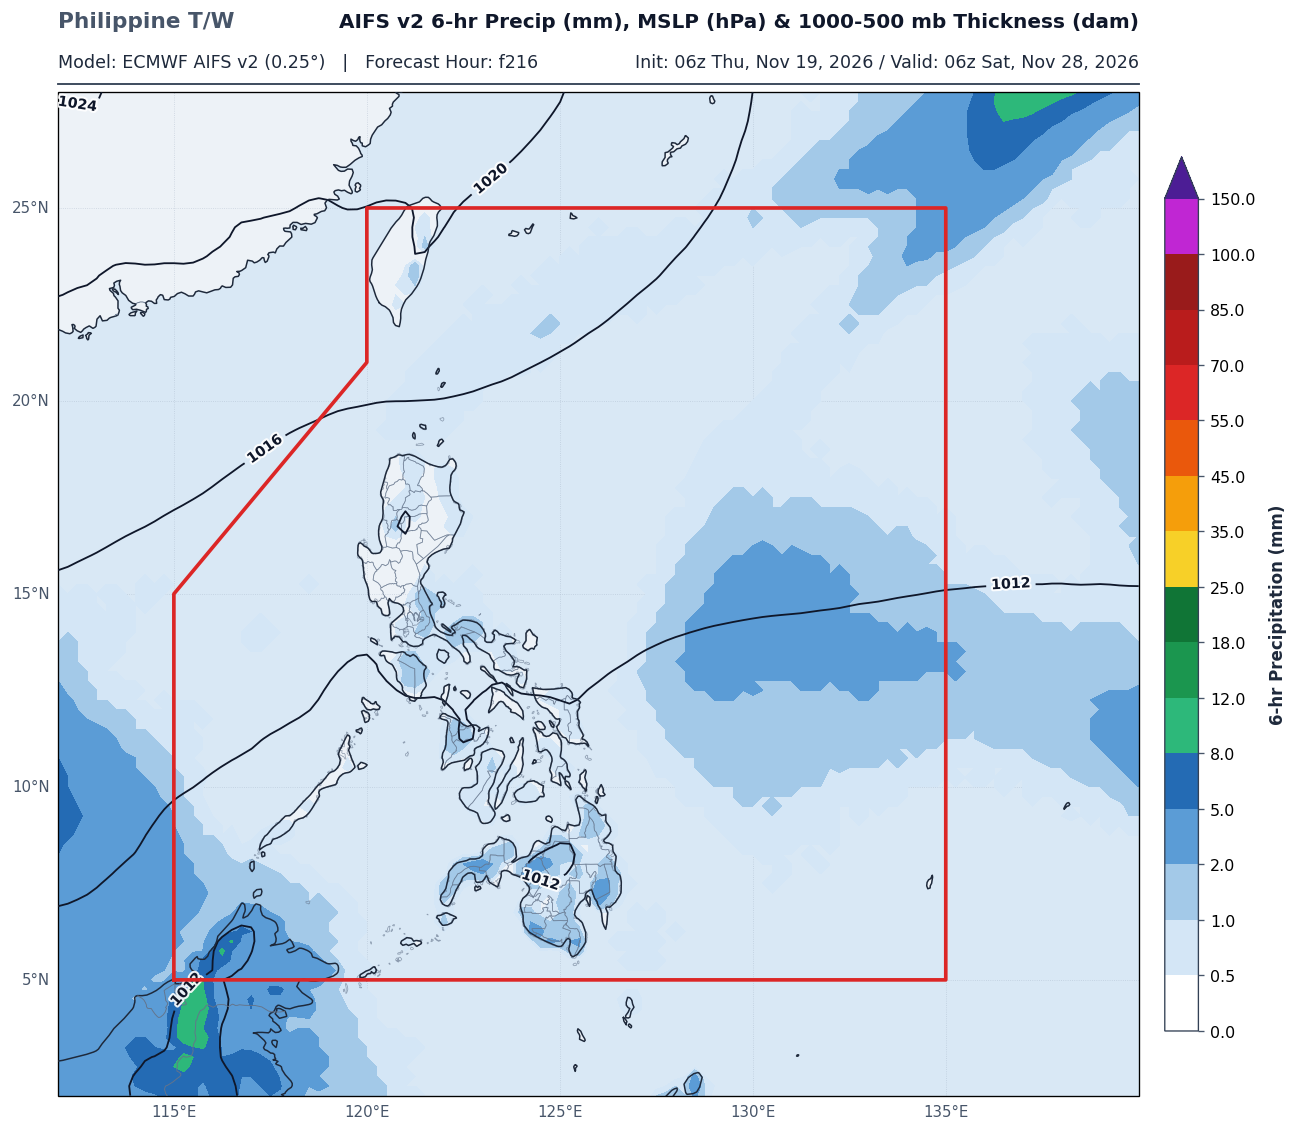 Philippine T/W
AIFS v2 6-hr Precip (mm), MSLP (hPa) & 1000-500 mb Thickness (dam)
Model: ECMWF AIFS v2 (0.25°) | Forecast Hour: f216
Init: 06z Thu, Nov 19, 2026 / Valid: 06z Sat, Nov 28, 2026
1024
1020
1016
1012
1012
1012
25°N
20°N
15°N
10°N
5°N
115°E
120°E
125°E
130°E
135°E
150.0
100.0
85.0
70.0
55.0
45.0
35.0
25.0
18.0
12.0
8.0
5.0
2.0
1.0
0.5
0.0
6-hr Precipitation (mm)